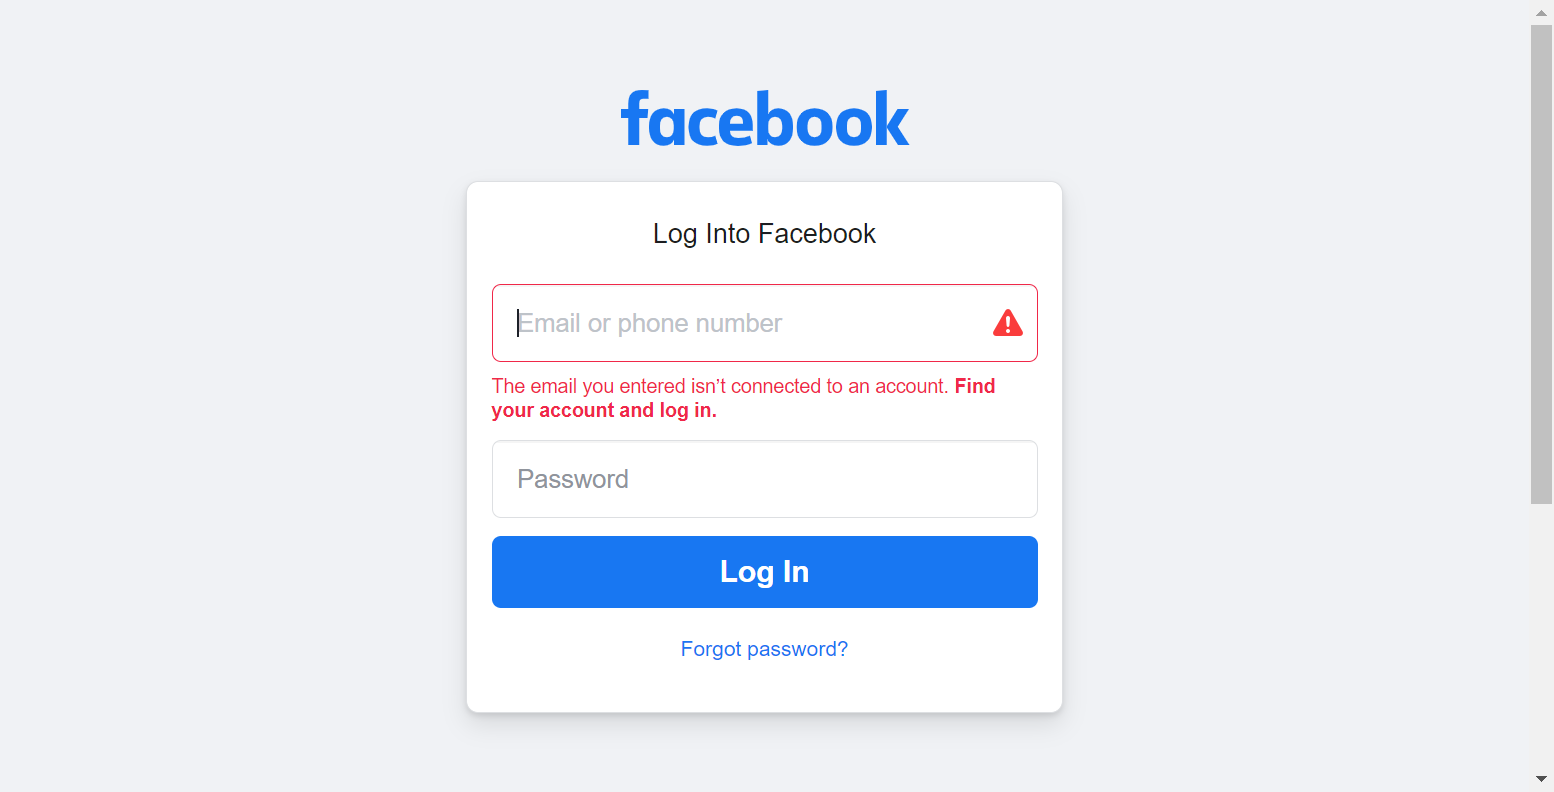 facebook
Log Into Facebook
Email or phone number
The email you entered isn’t connected to an account. Find
your account and log in.
Password
Log In
Forgot password?